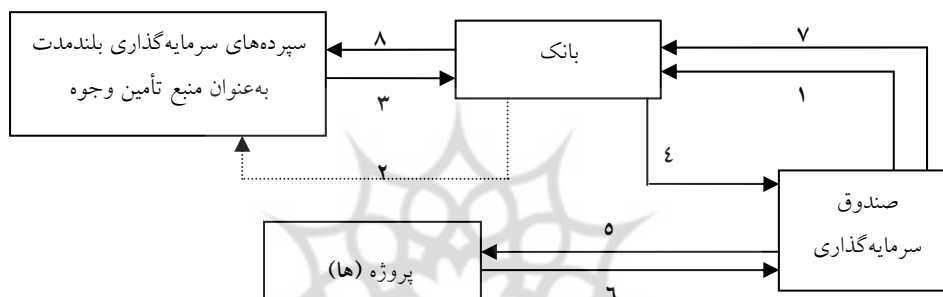 سپرده‌های سرمایه‌گذاری بلندمدت
به‌عنوان منبع تأمین وجوه
۸
۳
بانک
۷
۱
۲
٤
صندوق
سرمایه‌گذاری
۵
پروژه (ها)
٦